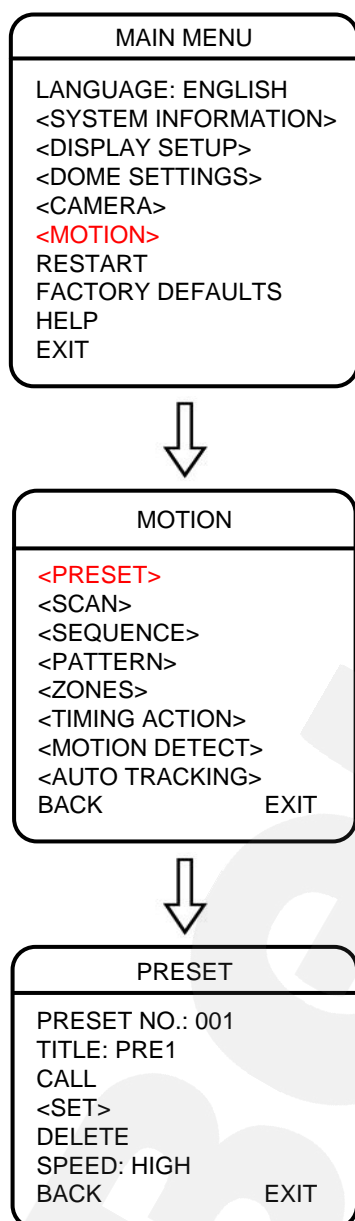 MAIN MENU
LANGUAGE: ENGLISH
<SYSTEM INFORMATION>
<DISPLAY SETUP>
<DOME SETTINGS>
<CAMERA>
<MOTION>
RESTART
FACTORY DEFAULTS
HELP
EXIT
MOTION
<PRESET>
<SCAN>
<SEQUENCE>
<PATTERN>
<ZONES>
<TIMING ACTION>
<MOTION DETECT>
<AUTO TRACKING>
BACK EXIT
PRESET
PRESET NO.: 001
TITLE: PRE1
CALL
<SET>
DELETE
SPEED: HIGH
BACK EXIT